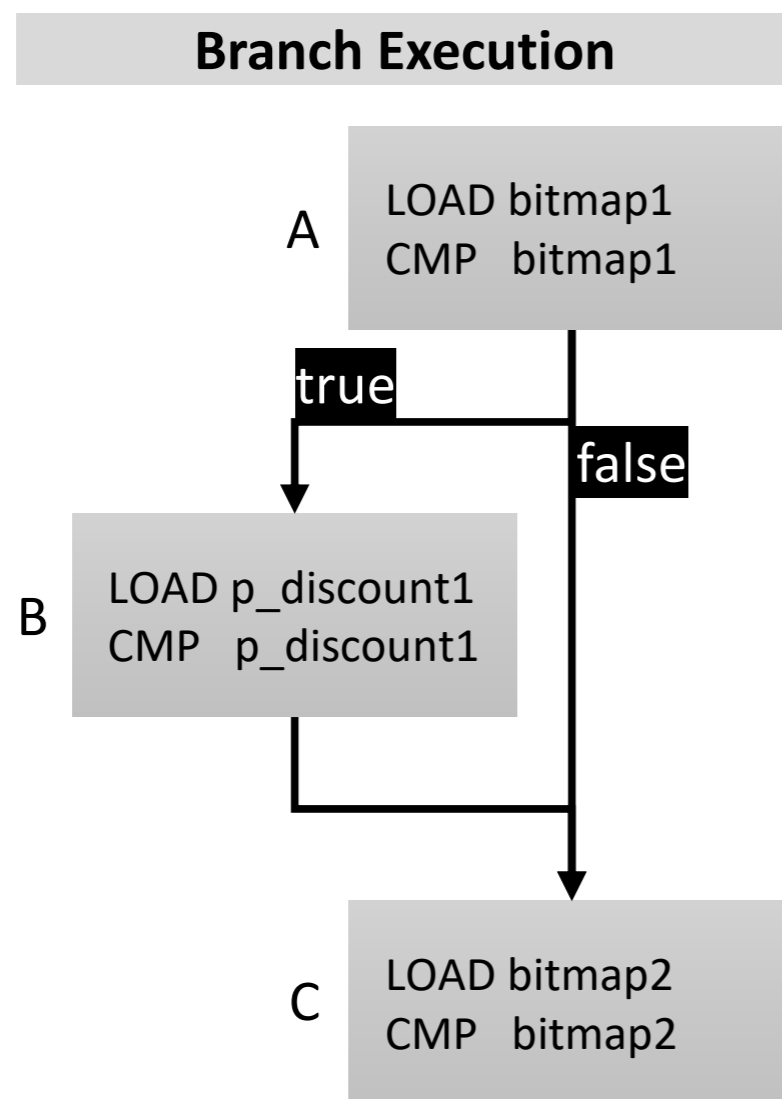 Branch Execution
A
LOAD bitmap1
CMP bitmap1
true
false
B
LOAD p_discount1
CMP p_discount1
C
LOAD bitmap2
CMP bitmap2